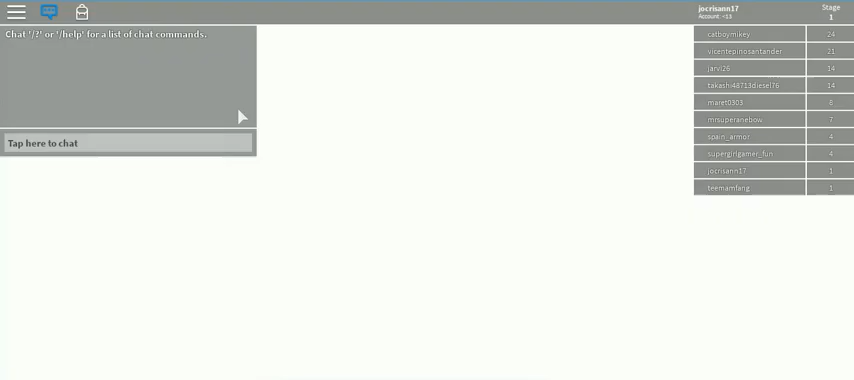 jocrisann17
Account: <13
Stage
1
Chat '/?' or '/help' for a list of chat commands.
Tap here to chat
catboymikey 24
vicentepinosantander 21
jarvi26 14
takashi48713diesel76 14
maret0303 8
mrsuperanebow 7
spain_armor 4
supergirlgamer_fun 4
jocrisann17 1
teemamfang 1